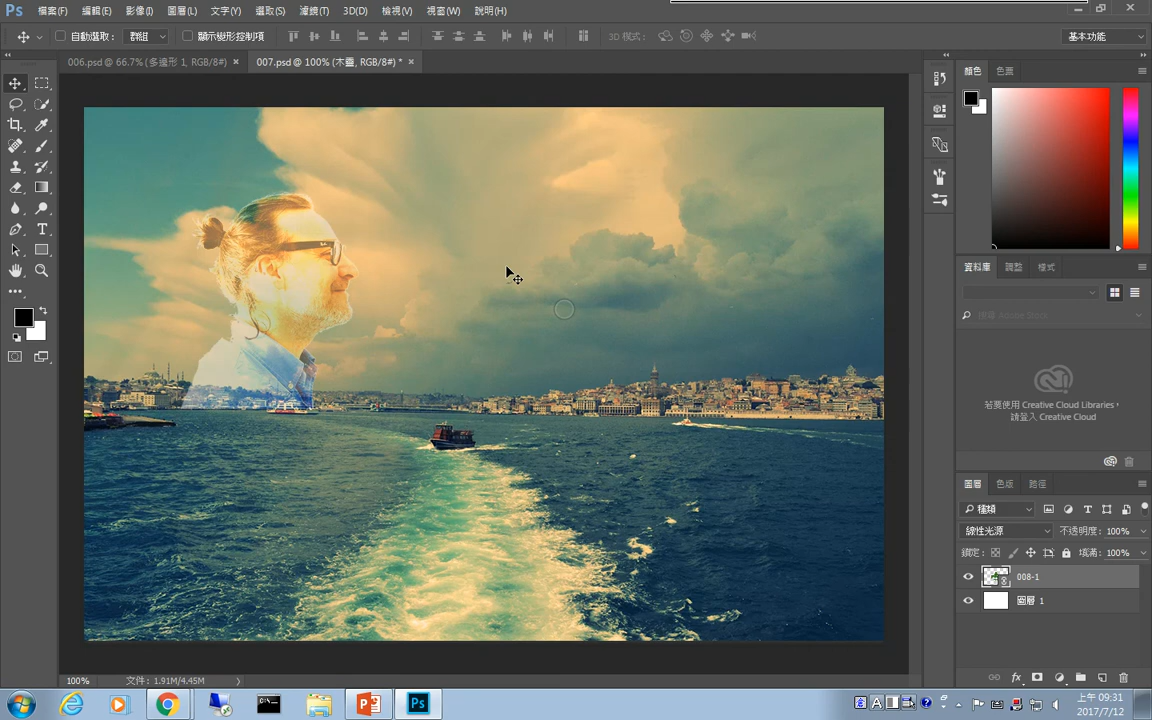 Ps 檔案(F) 編輯(E) 影像(I) 圖層(L) 文字(Y) 選取(S) 濾鏡(T) 3D(D) 檢視(V) 視窗(W) 說明(H)
自動選取： 群組 顯示變形控制項 3D 模式： 基本功能
006.psd @ 66.7% (多邊形 1, RGB/8#) × 007.psd @ 100% RGB/8#) * ×
顏色 色票
資料庫 調整 樣式
搜尋 Adobe Stock
若要使用 Creative Cloud Libraries，
請登入 Creative Cloud
圖層 色版 路徑
種類
線性光源 不透明度： 100%
鎖定： 填滿： 100%
008-1
圖層 1
100% 文件：1.91M/4.45M
fx
上午 09:31
2017/7/12